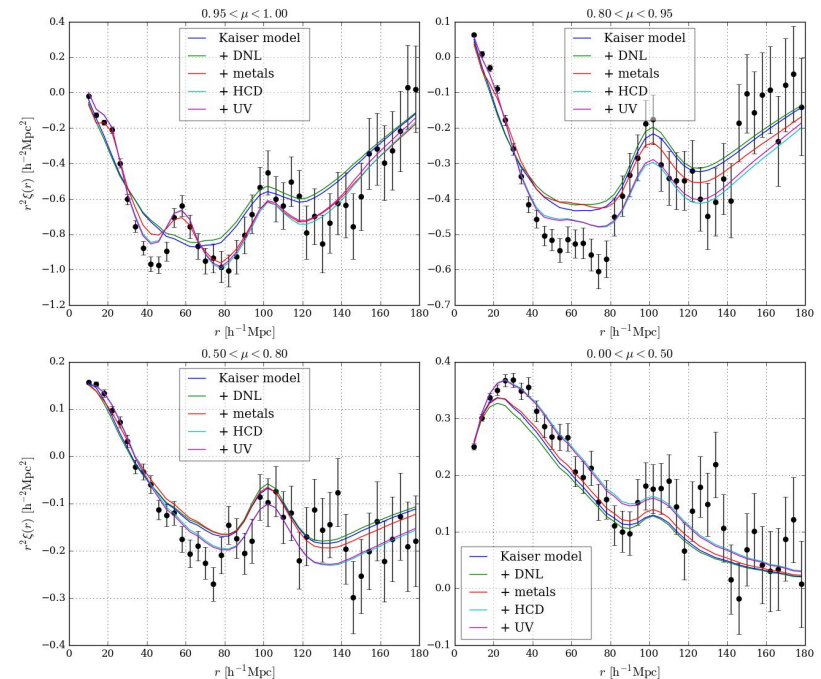 0.95 < μ < 1.00
0.4
0.2
0.0
−0.2
−0.4
−0.6
−0.8
−1.0
−1.2
r²ξ(r) [h⁻²Mpc²]
Kaiser model
+ DNL
+ metals
+ HCD
+ UV
0 20 40 60 80 100 120 140 160 180
r [h⁻¹Mpc]
0.80 < μ < 0.95
0.1
0.0
−0.1
−0.2
−0.3
−0.4
−0.5
−0.6
−0.7
Kaiser model
+ DNL
+ metals
+ HCD
+ UV
0 20 40 60 80 100 120 140 160 180
r [h⁻¹Mpc]
0.50 < μ < 0.80
0.2
0.1
0.0
−0.1
−0.2
−0.3
−0.4
r²ξ(r) [h⁻²Mpc²]
Kaiser model
+ DNL
+ metals
+ HCD
+ UV
0 20 40 60 80 100 120 140 160 180
r [h⁻¹Mpc]
0.00 < μ < 0.50
0.4
0.3
0.2
0.1
0.0
−0.1
Kaiser model
+ DNL
+ metals
+ HCD
+ UV
0 20 40 60 80 100 120 140 160 180
r [h⁻¹Mpc]